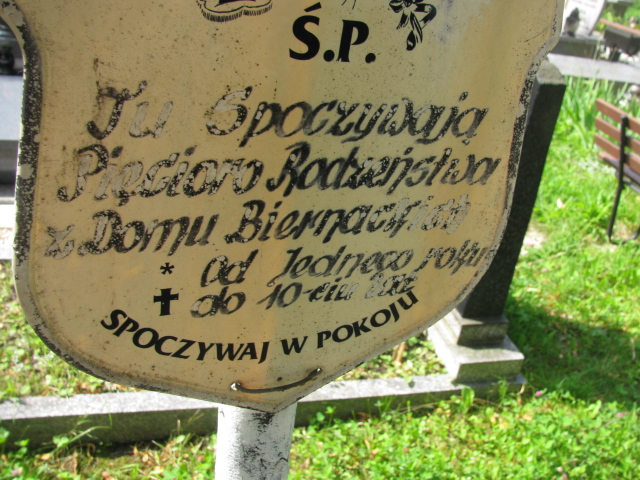 Ś.P.
Tu Spoczywają
Pięcioro Rodzeństwa
z Domu Biernackich
* Od Jednego roku
✝ do 10-ciu Lat
SPOCZYWAJ W POKOJU